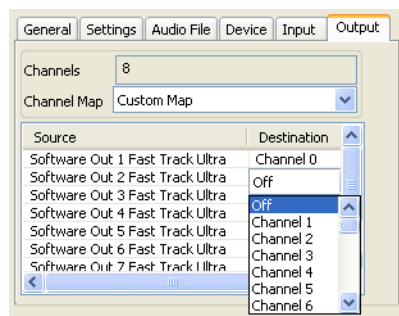 General Settings Audio File Device Input Output
Channels 8
Channel Map Custom Map
Source Destination
Software Out 1 Fast Track Ultra Channel 0
Software Out 2 Fast Track Ultra Off
Software Out 3 Fast Track Ultra
Software Out 4 Fast Track Ultra
Software Out 5 Fast Track Ultra
Software Out 6 Fast Track Ultra
Software Out 7 Fast Track Ultra
Off
Channel 1
Channel 2
Channel 3
Channel 4
Channel 5
Channel 6